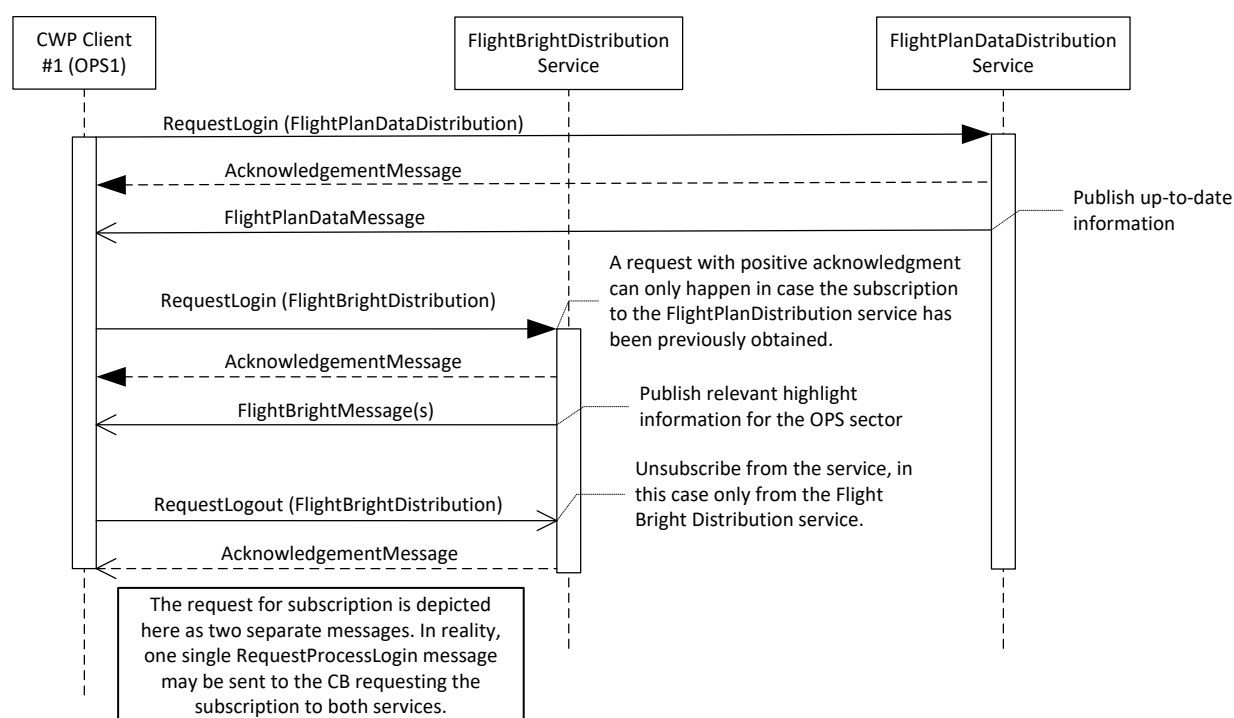 CWP Client
#1 (OPS1)
FlightBrightDistribution
Service
FlightPlanDataDistribution
Service
RequestLogin (FlightPlanDataDistribution)
AcknowledgementMessage
Publish up-to-date
information
FlightPlanDataMessage
A request with positive acknowledgment
can only happen in case the subscription
to the FlightPlanDistribution service has
been previously obtained.
RequestLogin (FlightBrightDistribution)
AcknowledgementMessage
Publish relevant highlight
information for the OPS sector
FlightBrightMessage(s)
Unsubscribe from the service, in
this case only from the Flight
Bright Distribution service.
RequestLogout (FlightBrightDistribution)
AcknowledgementMessage
The request for subscription is depicted
here as two separate messages. In reality,
one single RequestProcessLogin message
may be sent to the CB requesting the
subscription to both services.